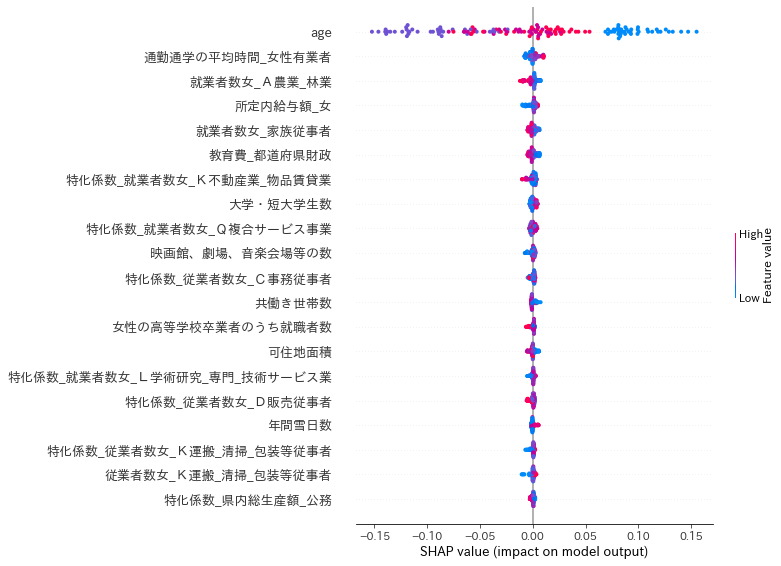 age
通勤通学の平均時間_女性有業者
就業者数女_A農業_林業
所定内給与額_女
就業者数女_家族従事者
教育費_都道府県財政
特化係数_就業者数女_K不動産業_物品賃貸業
大学・短大学生数
特化係数_就業者数女_Q複合サービス事業
High
映画館、劇場、音楽会場等の数
Feature value
特化係数_従業者数女_C事務従事者
Low
共働き世帯数
女性の高等学校卒業者のうち就職者数
可住地面積
特化係数_就業者数女_L学術研究_専門_技術サービス業
特化係数_従業者数女_D販売従事者
年間雪日数
特化係数_従業者数女_K運搬_清掃_包装等従事者
従業者数女_K運搬_清掃_包装等従事者
特化係数_県内総生産額_公務
−0.15 −0.10 −0.05 0.00 0.05 0.10 0.15
SHAP value (impact on model output)